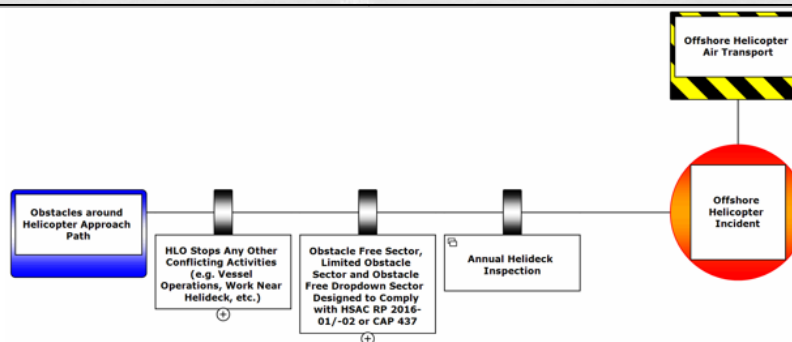 Offshore Helicopter
Air Transport
Obstacles around
Helicopter Approach
Path
HLO Stops Any Other
Conflicting Activities
(e.g. Vessel
Operations, Work Near
Helideck, etc.)
Obstacle Free Sector,
Limited Obstacle
Sector and Obstacle
Free Dropdown Sector
Designed to Comply
with HSAC RP 2016-
01/-02 or CAP 437
Annual Helideck
Inspection
Offshore
Helicopter
Incident